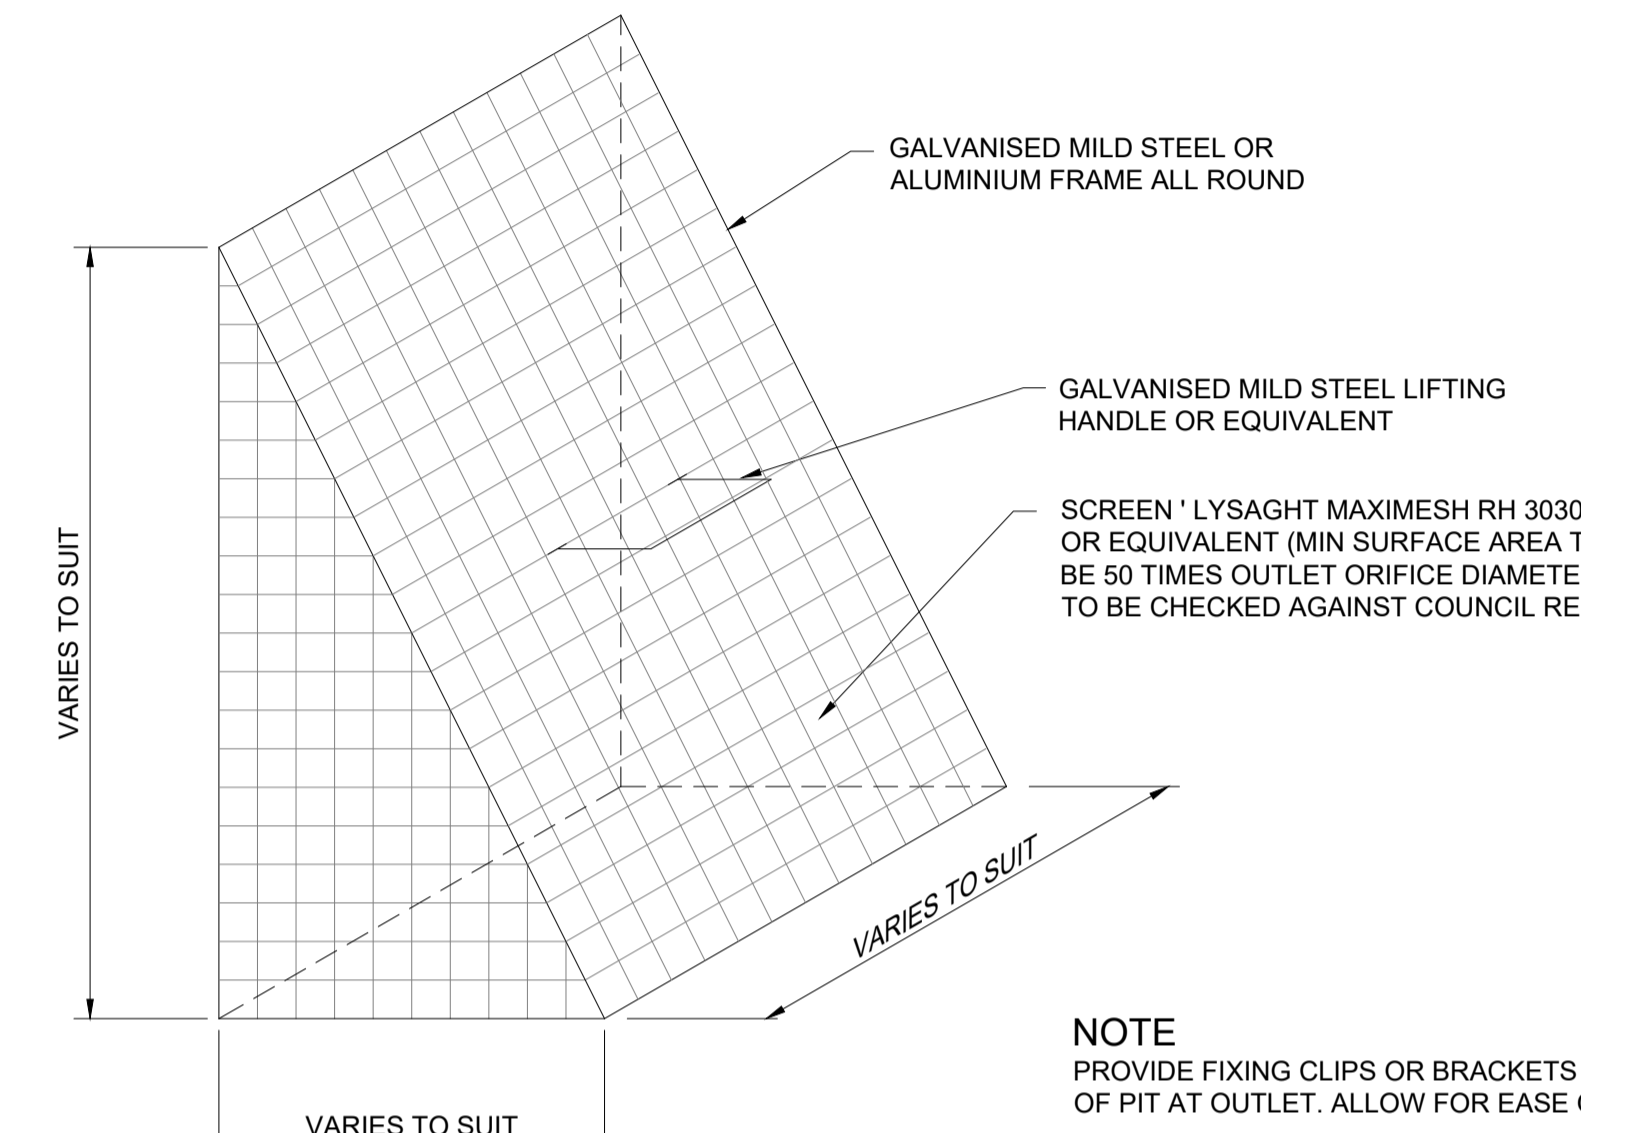 GALVANISED MILD STEEL OR
ALUMINIUM FRAME ALL ROUND
GALVANISED MILD STEEL LIFTING
HANDLE OR EQUIVALENT
SCREEN ' LYSAGHT MAXIMESH RH 3030
OR EQUIVALENT (MIN SURFACE AREA
BE 50 TIMES OUTLET ORIFICE DIAMETE
TO BE CHECKED AGAINST COUNCIL RE
VARIES TO SUIT
VARIES TO SUIT
NOTE
PROVIDE FIXING CLIPS OR BRACKETS
OF PIT AT OUTLET. ALLOW FOR EASE
VARIES TO SUIT